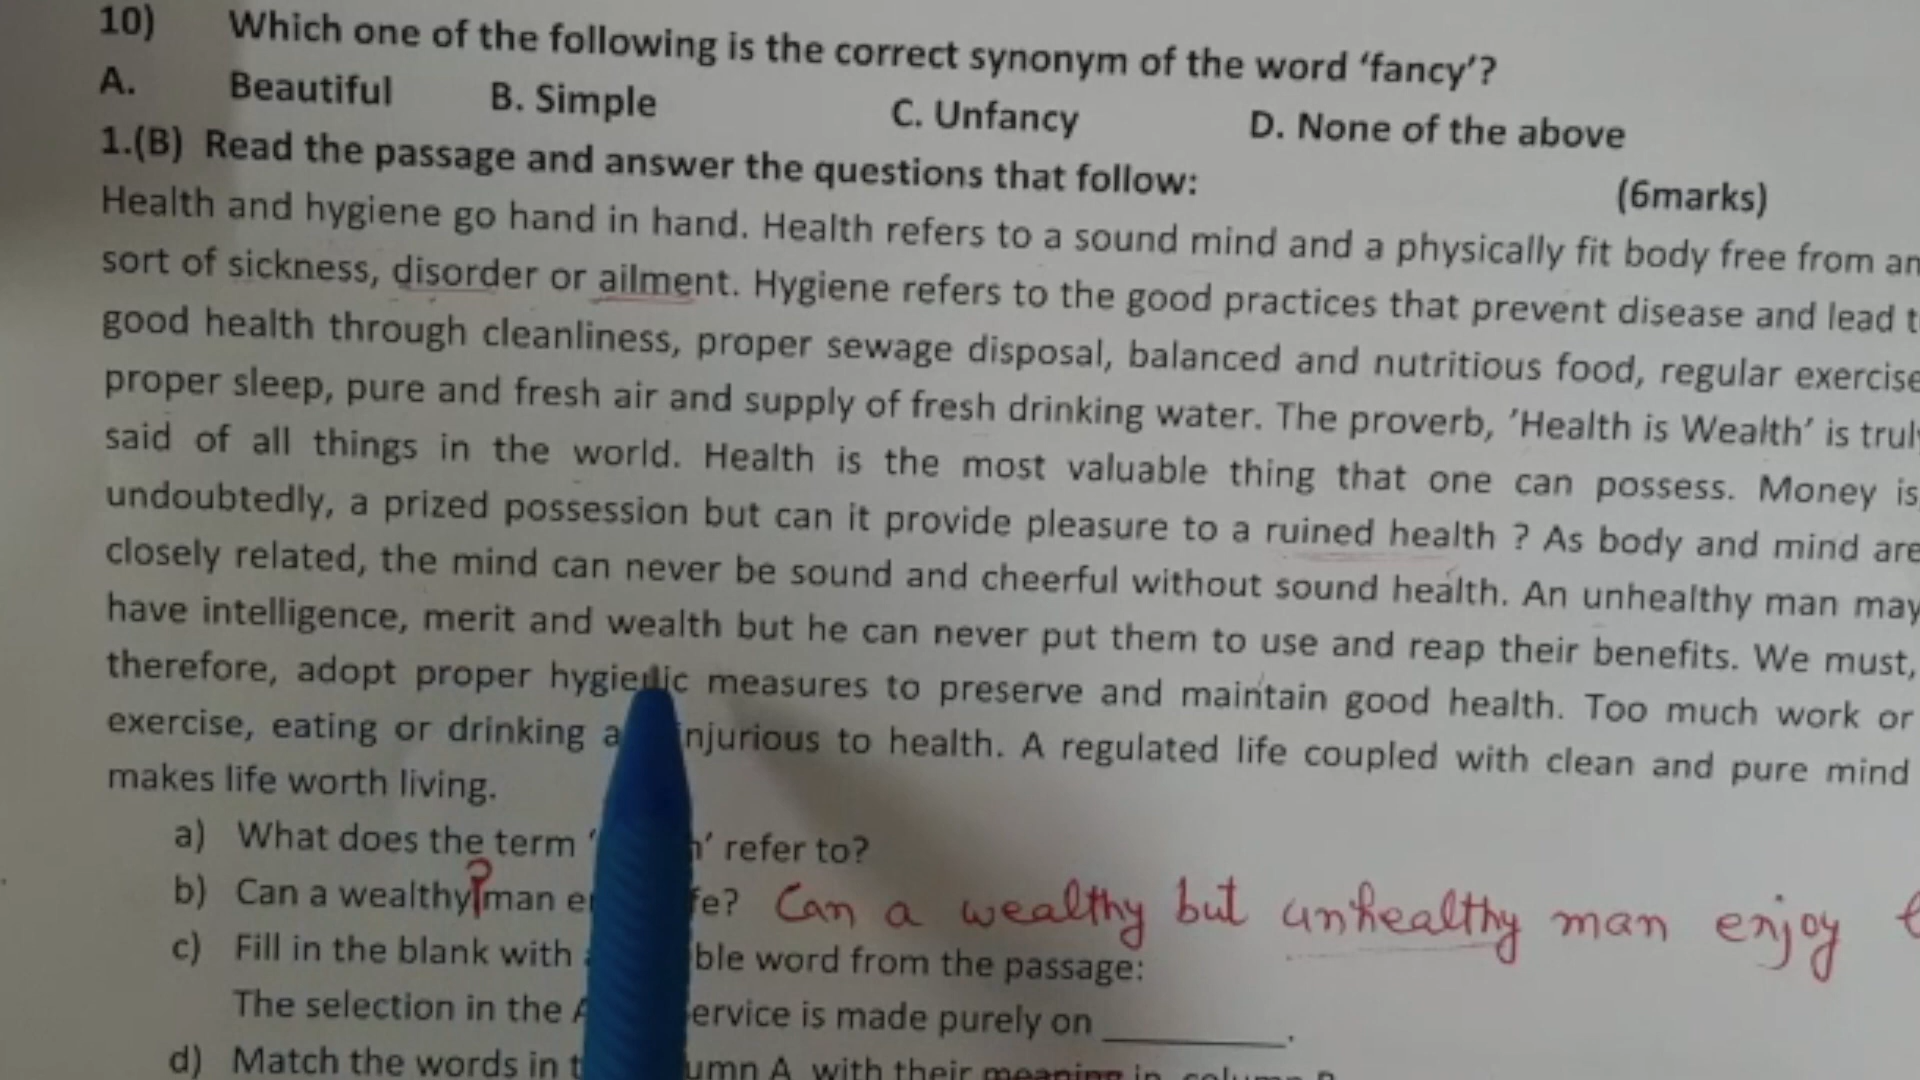 10) Which one of the following is the correct synonym of the word ‘fancy’?
A. Beautiful B. Simple C. Unfancy D. None of the above
1.(B) Read the passage and answer the questions that follow:
(6marks)
Health and hygiene go hand in hand. Health refers to a sound mind and a physically fit body free from an
sort of sickness, disorder or ailment. Hygiene refers to the good practices that prevent disease and lead t
good health through cleanliness, proper sewage disposal, balanced and nutritious food, regular exercise
proper sleep, pure and fresh air and supply of fresh drinking water. The proverb, ’Health is Wealth’ is truly
said of all things in the world. Health is the most valuable thing that one can possess. Money is
undoubtedly, a prized possession but can it provide pleasure to a ruined health ? As body and mind are
closely related, the mind can never be sound and cheerful without sound health. An unhealthy man may
have intelligence, merit and wealth but he can never put them to use and reap their benefits. We must,
therefore, adopt proper hygienic measures to preserve and maintain good health. Too much work or
exercise, eating or drinking a njurious to health. A regulated life coupled with clean and pure mind
makes life worth living.
a) What does the term ‘ ’ refer to?
b) Can a wealthy man e fe? Can a wealthy but unhealthy man enjoy
c) Fill in the blank with ble word from the passage:
The selection in the ervice is made purely on ________.
d) Match the words in t umn A with their meaning in column B